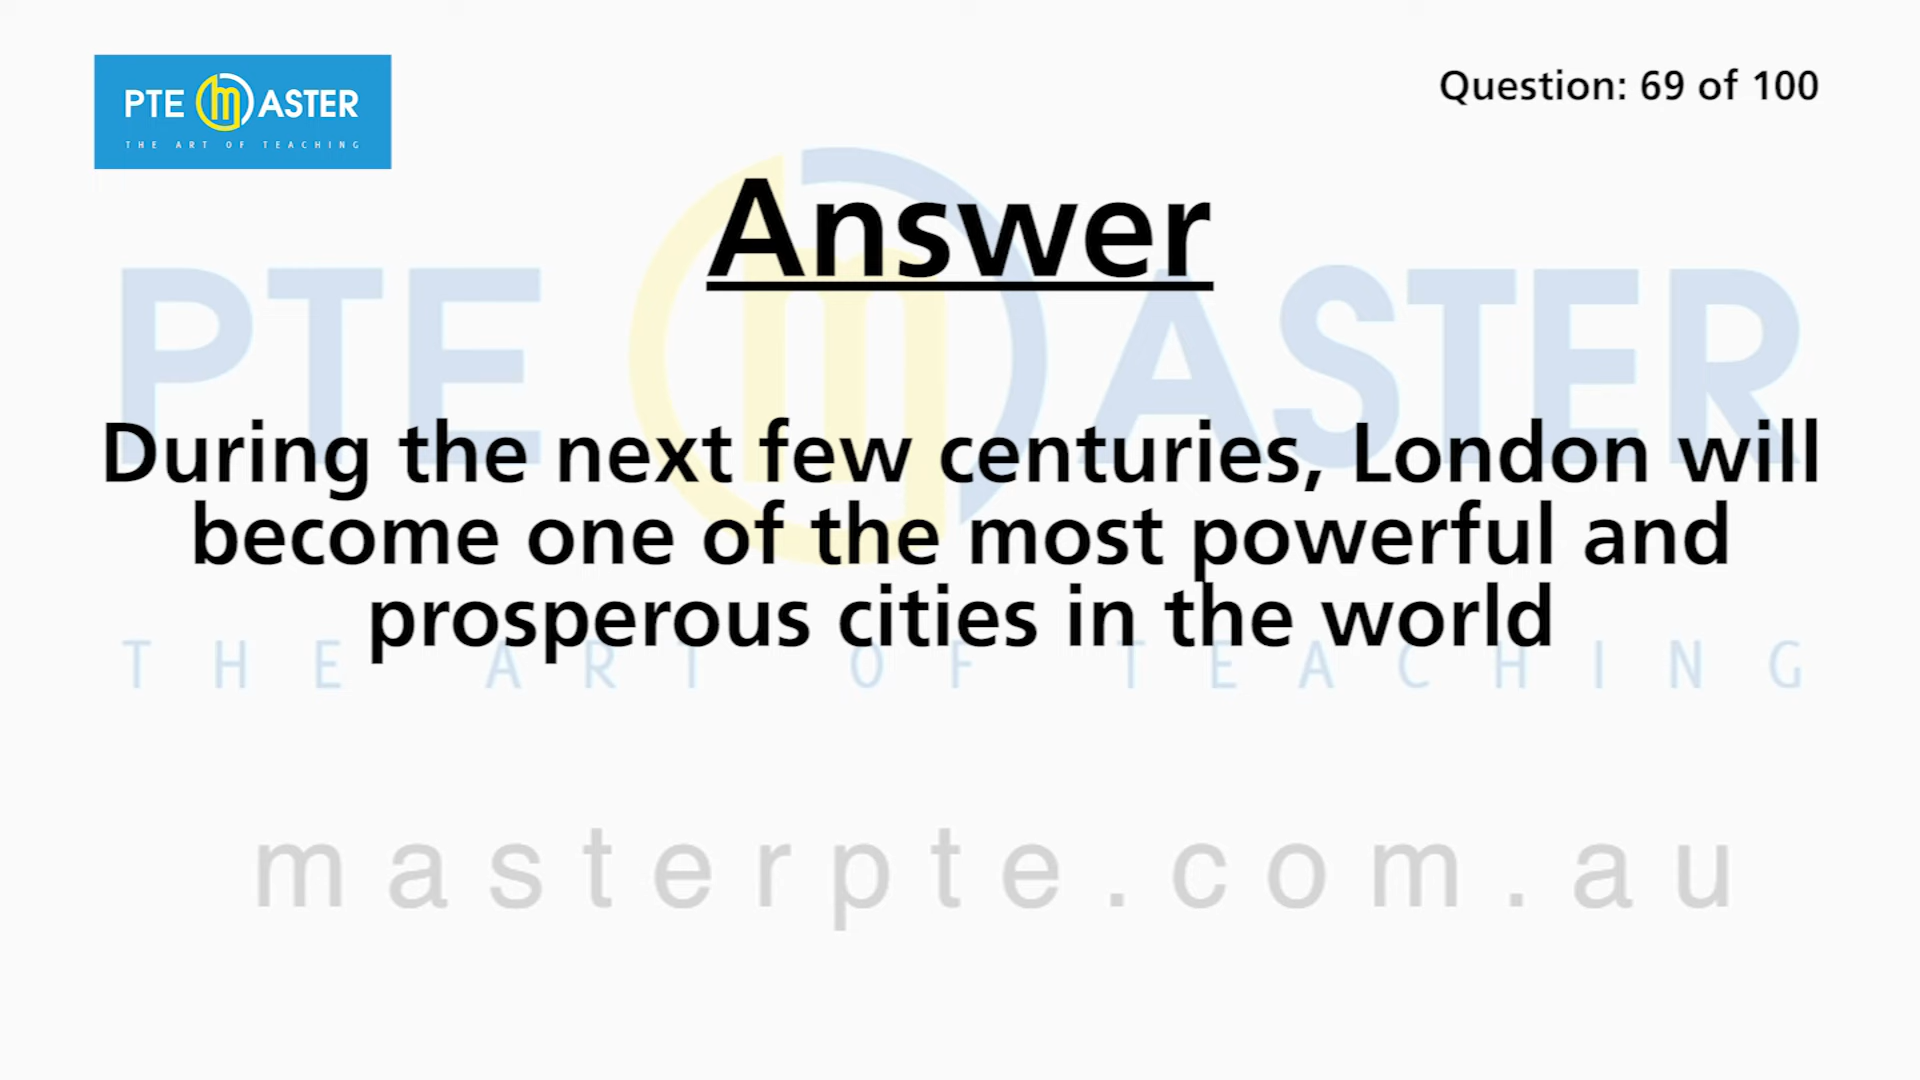 PTE MASTER
THE ART OF TEACHING
Question: 69 of 100
Answer
PTE MASTER
During the next few centuries, London will
become one of the most powerful and
prosperous cities in the world
THE ART OF TEACHING
masterpte.com.au